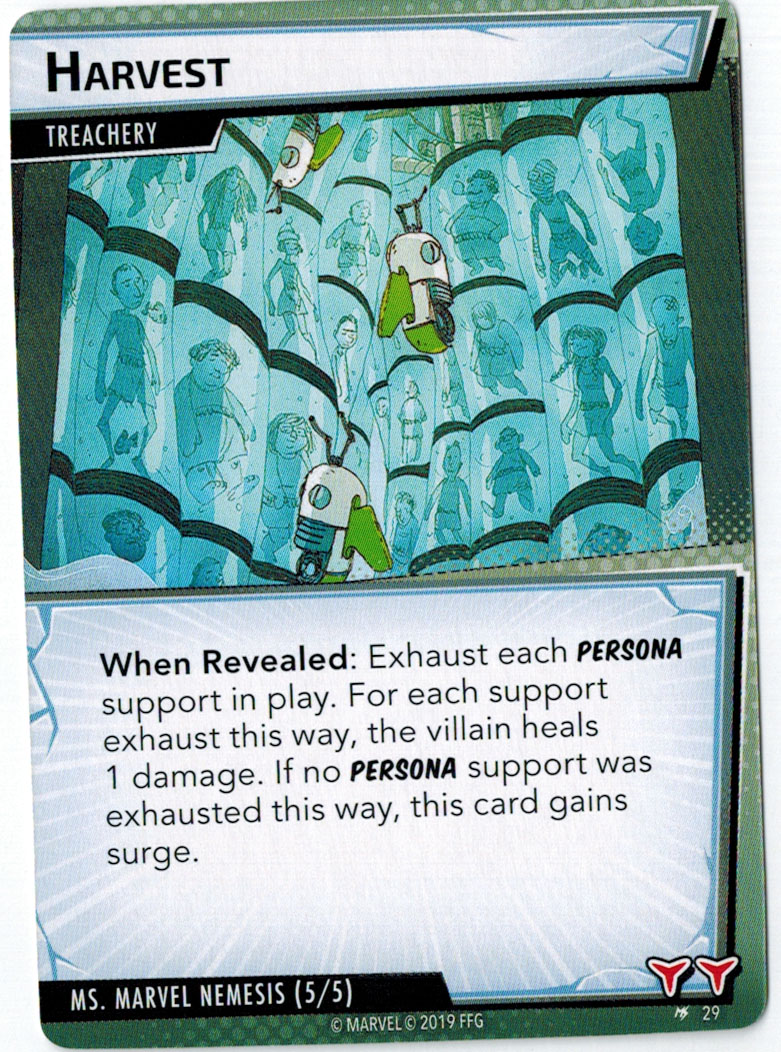 HARVEST
TREACHERY
When Revealed: Exhaust each PERSONA
support in play. For each support
exhaust this way, the villain heals
1 damage. If no PERSONA support was
exhausted this way, this card gains
surge.
MS. MARVEL NEMESIS (5/5)
© MARVEL © 2019 FFG
29